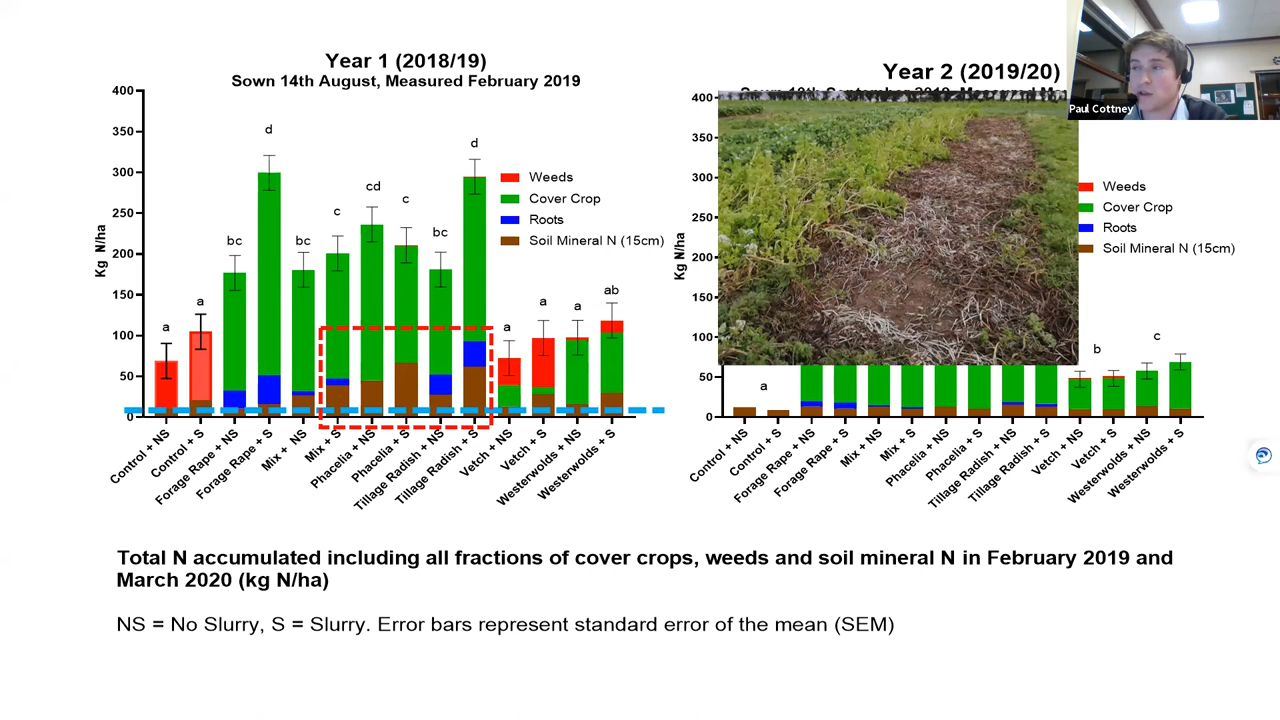 Year 1 (2018/19)
Sown 14th August, Measured February 2019
Kg N/ha
400
350
300
250
200
150
100
50
0
a
a
bc
d
bc
c
cd
c
bc
d
a
a
a
ab
Weeds
Cover Crop
Roots
Soil Mineral N (15cm)
Control + NS
Control + S
Forage Rape + NS
Forage Rape + S
Mix + NS
Mix + S
Phacelia + NS
Phacelia + S
Tillage Radish + NS
Tillage Radish + S
Vetch + NS
Vetch + S
Westerwolds + NS
Westerwolds + S
Year 2 (2019/20)
Kg N/ha
400
350
300
250
200
150
100
50
0
a
b
c
Weeds
Cover Crop
Roots
Soil Mineral N (15cm)
Control + NS
Control + S
Forage Rape + NS
Forage Rape + S
Mix + NS
Mix + S
Phacelia + NS
Phacelia + S
Tillage Radish + NS
Tillage Radish + S
Vetch + NS
Vetch + S
Westerwolds + NS
Westerwolds + S
Paul Cottney
Total N accumulated including all fractions of cover crops, weeds and soil mineral N in February 2019 and
March 2020 (kg N/ha)
NS = No Slurry, S = Slurry. Error bars represent standard error of the mean (SEM)